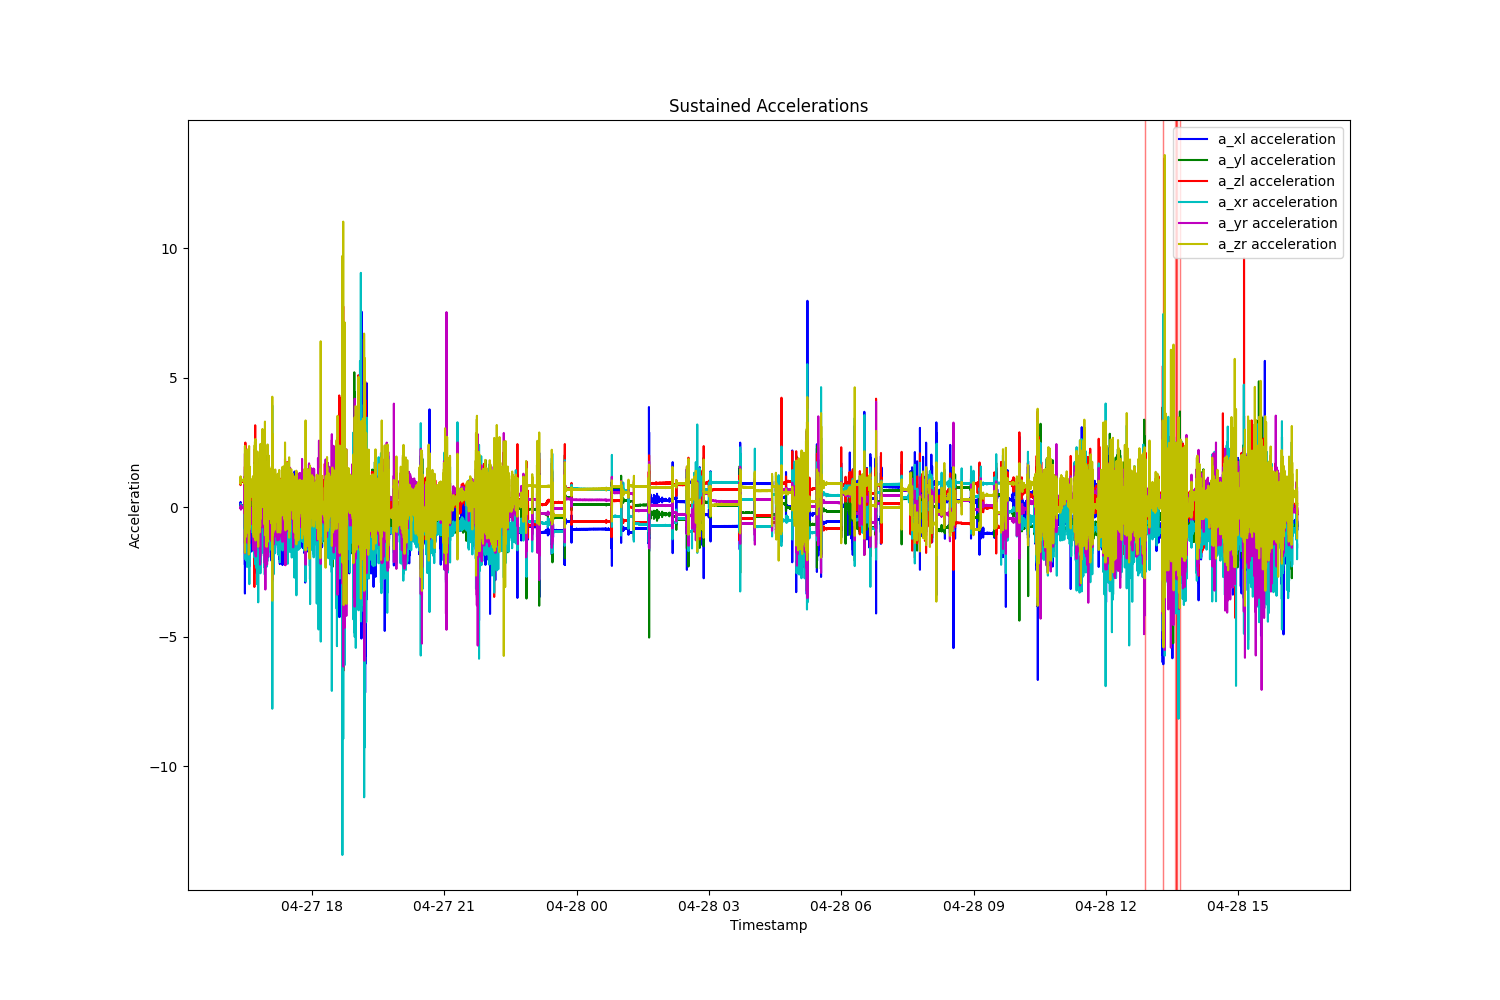 Sustained Accelerations
a_xl acceleration
a_yl acceleration
a_zl acceleration
a_xr acceleration
a_yr acceleration
a_zr acceleration
10
5
0
−5
−10
Acceleration
04-27 18
04-27 21
04-28 00
04-28 03
04-28 06
04-28 09
04-28 12
04-28 15
Timestamp